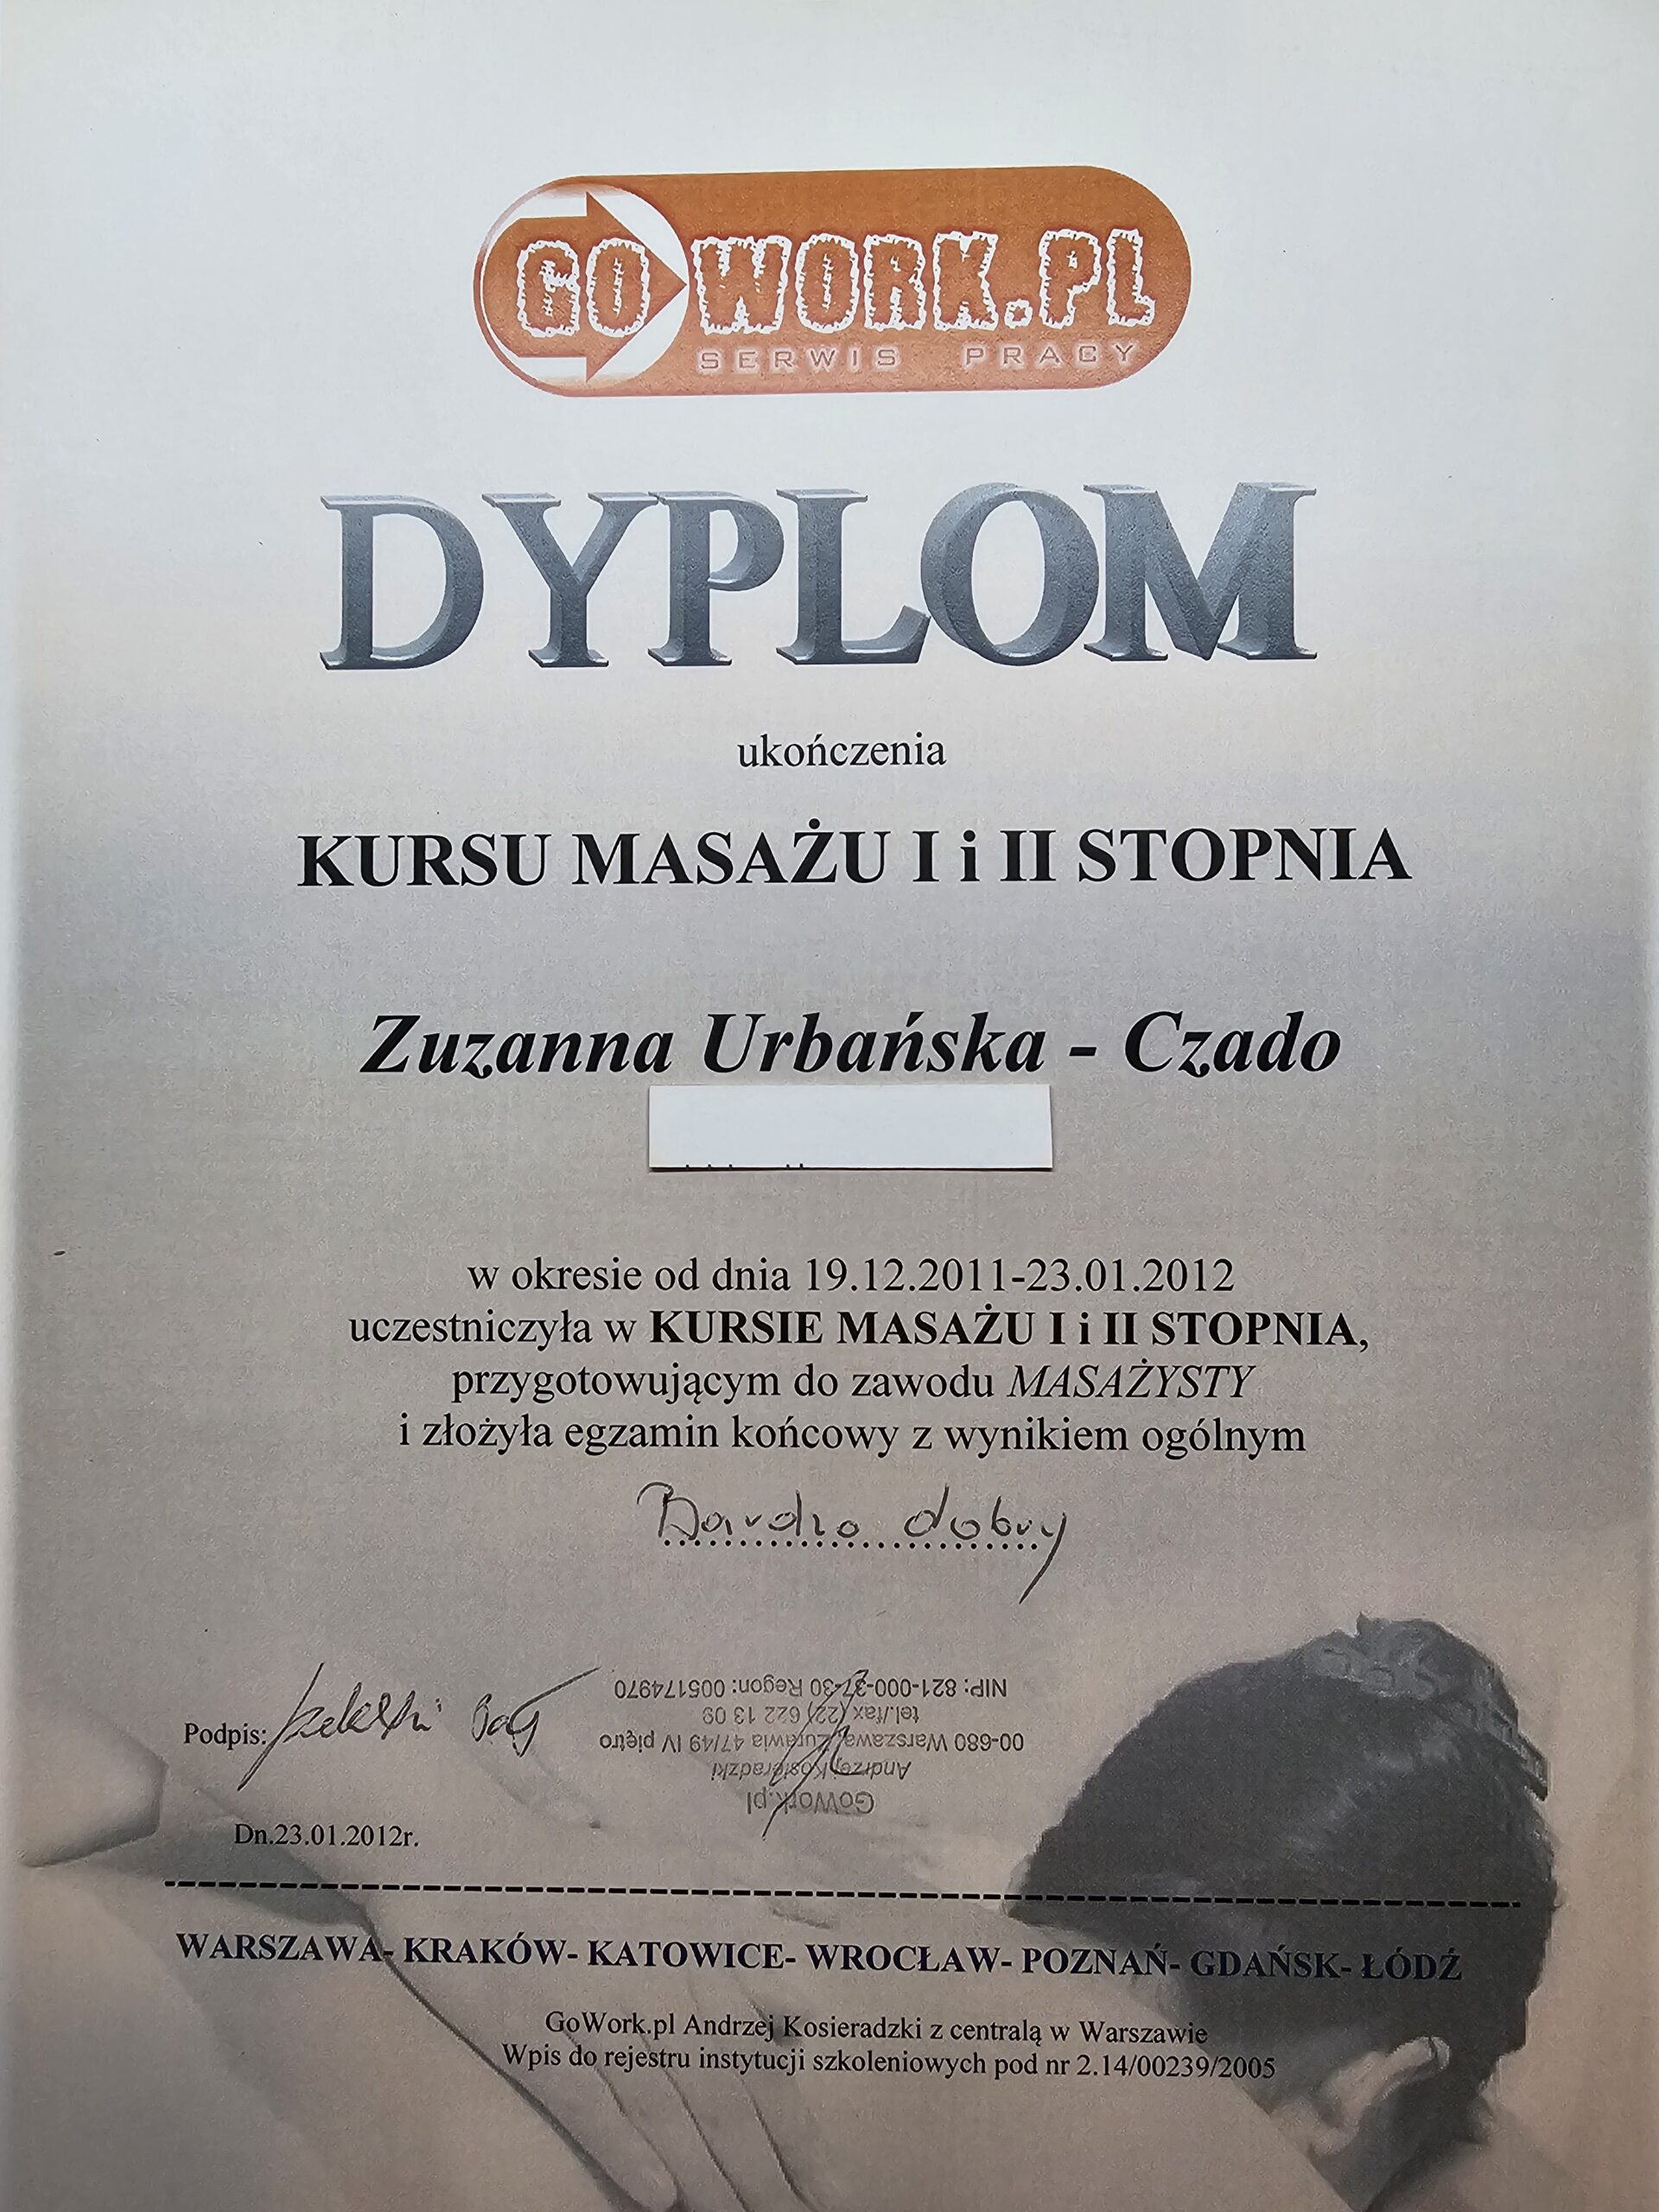 GOWORK.PL
SERWIS PRACY
DYPLOM
ukończenia
KURSU MASAŻU I i II STOPNIA
Zuzanna Urbańska - Czado
w okresie od dnia 19.12.2011-23.01.2012
uczestniczyła w KURSIE MASAŻU I i II STOPNIA,
przygotowującym do zawodu MASAŻYSTY
i złożyła egzamin końcowy z wynikiem ogólnym
Bardzo dobry
Podpis:
GoWork.pl
Andrzej Kosieradzki
00-680 Warszawa, Żurawia 47/49 IV piętro
tel./fax (22) 622 13 09
NIP: 821-000-37-30 Regon: 005174970
Dn.23.01.2012r.
WARSZAWA- KRAKÓW- KATOWICE- WROCŁAW- POZNAŃ- GDAŃSK- ŁÓDŹ
GoWork.pl Andrzej Kosieradzki z centralą w Warszawie
Wpis do rejestru instytucji szkoleniowych pod nr 2.14/00239/2005